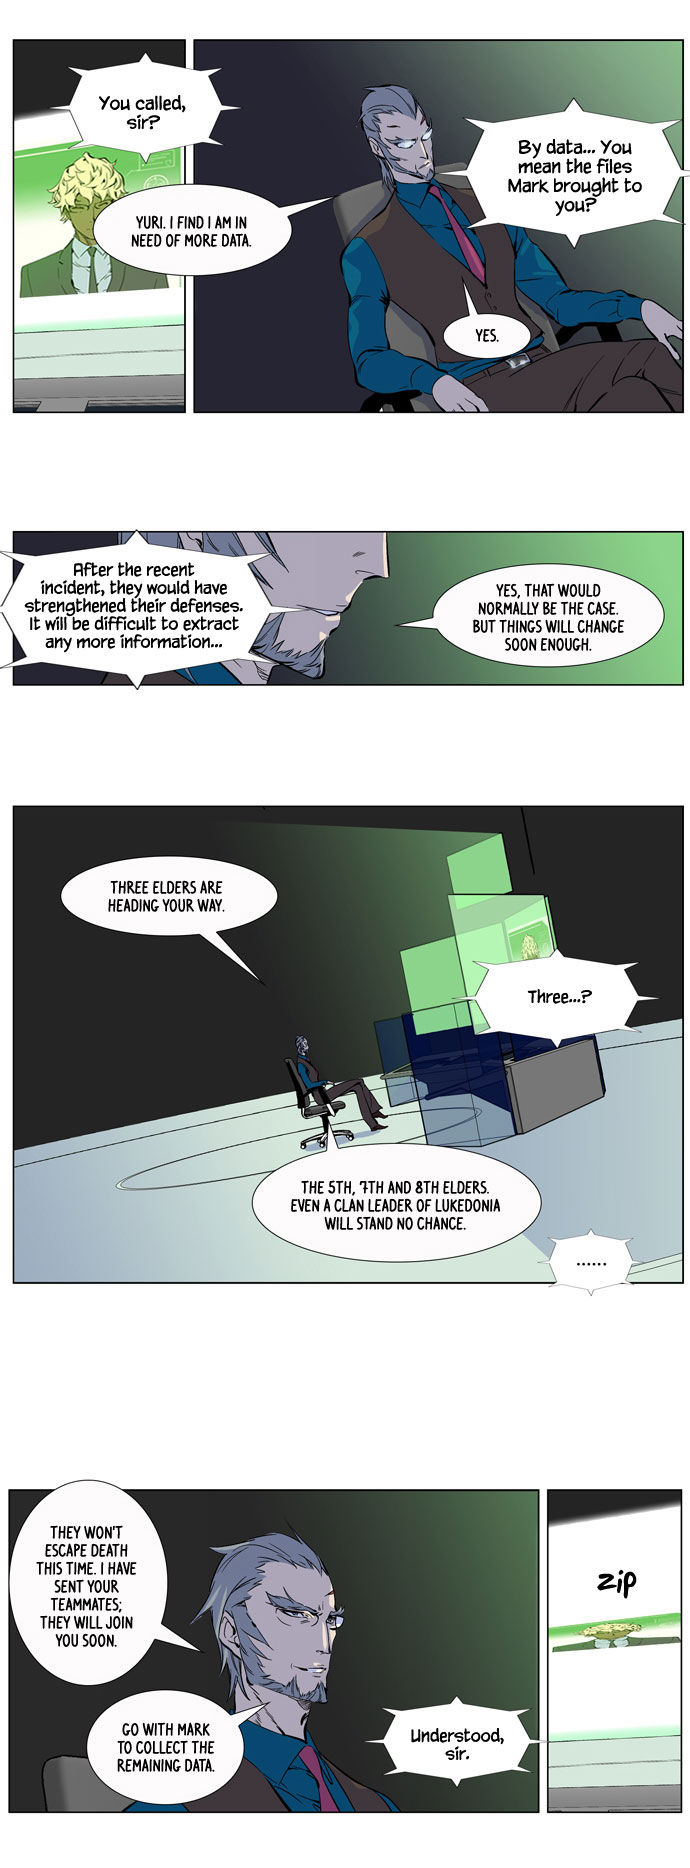 You called,
sir?
YURI. I FIND I AM IN
NEED OF MORE DATA.
By data... You
mean the files
Mark brought to
you?
YES.
After the recent
incident, they would have
strengthened their defenses.
It will be difficult to extract
any more information...
YES, THAT WOULD
NORMALLY BE THE CASE.
BUT THINGS WILL CHANGE
SOON ENOUGH.
THREE ELDERS ARE
HEADING YOUR WAY.
Three...?
THE 5TH, 7TH AND 8TH ELDERS.
EVEN A CLAN LEADER OF LUKEDONIA
WILL STAND NO CHANCE.
......
THEY WON'T
ESCAPE DEATH
THIS TIME. I HAVE
SENT YOUR
TEAMMATES;
THEY WILL JOIN
YOU SOON.
GO WITH MARK
TO COLLECT THE
REMAINING DATA.
Understood,
sir.
zip